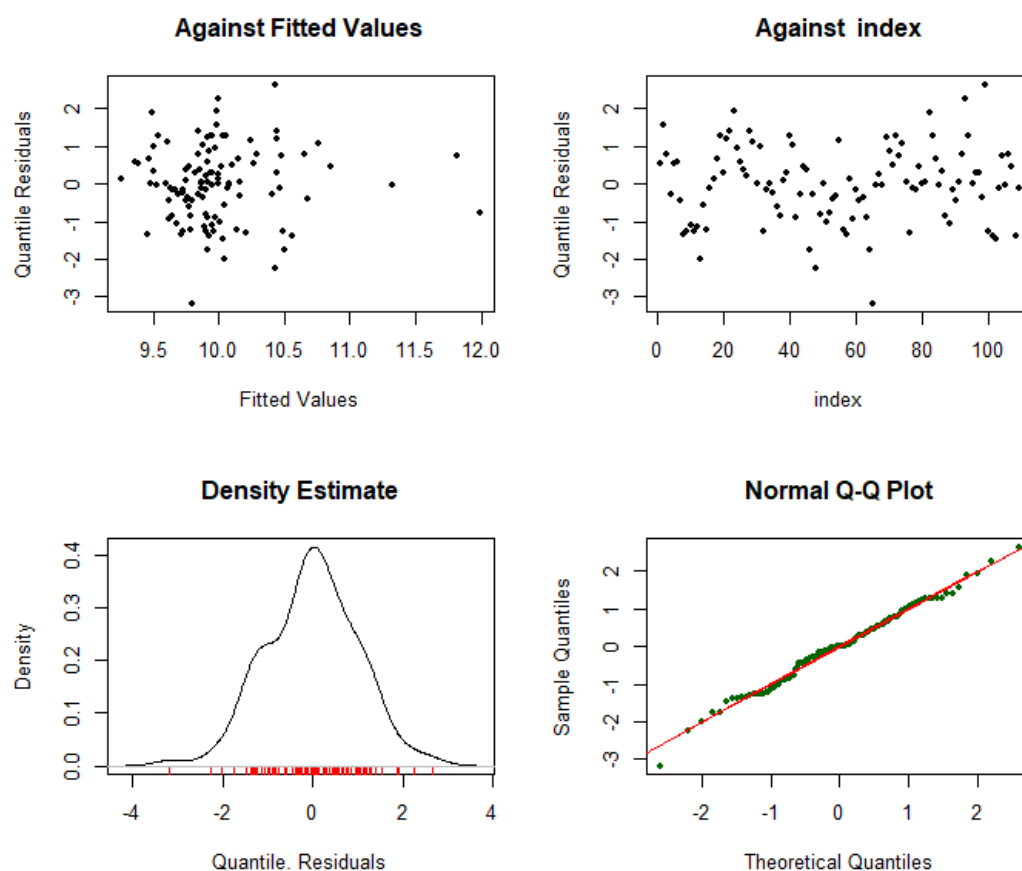 Against Fitted Values
Quantile Residuals
-3 -2 -1 0 1 2
9.5 10.0 10.5 11.0 11.5 12.0
Fitted Values
Against index
Quantile Residuals
-3 -2 -1 0 1 2
0 20 40 60 80 100
index
Density Estimate
Density
0.0 0.1 0.2 0.3 0.4
-4 -2 0 2 4
Quantile. Residuals
Normal Q-Q Plot
Sample Quantiles
-3 -2 -1 0 1 2
-2 -1 0 1 2
Theoretical Quantiles